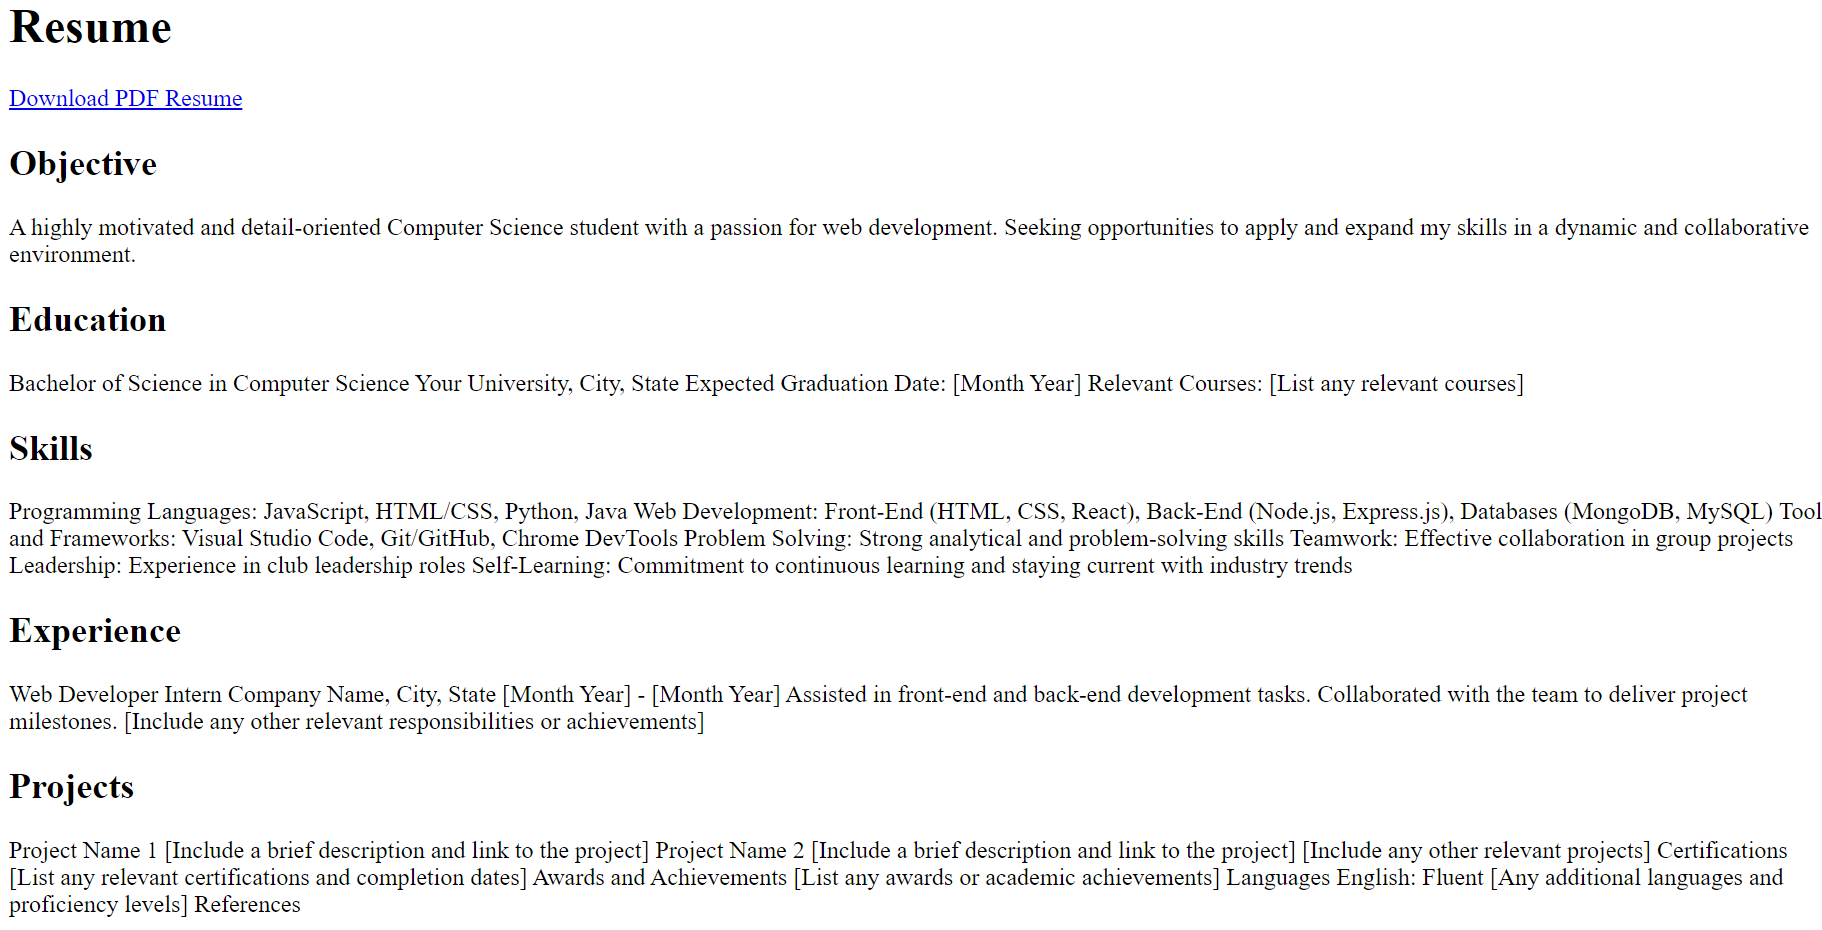 Resume
Download PDF Resume
Objective
A highly motivated and detail-oriented Computer Science student with a passion for web development. Seeking opportunities to apply and expand my skills in a dynamic and collaborative
environment.
Education
Bachelor of Science in Computer Science Your University, City, State Expected Graduation Date: [Month Year] Relevant Courses: [List any relevant courses]
Skills
Programming Languages: JavaScript, HTML/CSS, Python, Java Web Development: Front-End (HTML, CSS, React), Back-End (Node.js, Express.js), Databases (MongoDB, MySQL) Tool
and Frameworks: Visual Studio Code, Git/GitHub, Chrome DevTools Problem Solving: Strong analytical and problem-solving skills Teamwork: Effective collaboration in group projects
Leadership: Experience in club leadership roles Self-Learning: Commitment to continuous learning and staying current with industry trends
Experience
Web Developer Intern Company Name, City, State [Month Year] - [Month Year] Assisted in front-end and back-end development tasks. Collaborated with the team to deliver project
milestones. [Include any other relevant responsibilities or achievements]
Projects
Project Name 1 [Include a brief description and link to the project] Project Name 2 [Include a brief description and link to the project] [Include any other relevant projects] Certifications
[List any relevant certifications and completion dates] Awards and Achievements [List any awards or academic achievements] Languages English: Fluent [Any additional languages and
proficiency levels] References